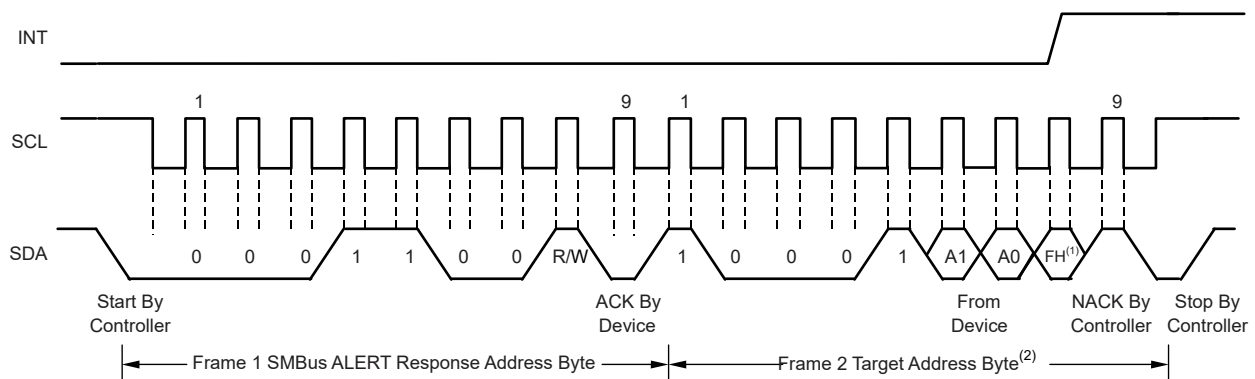 INT
1 9 1 9
SCL
SDA 0 0 0 1 1 0 0 R/W 1 0 0 0 1 A1 A0 FH(1)
Start By Controller
ACK By Device
From Device
NACK By Controller
Stop By Controller
Frame 1 SMBus ALERT Response Address Byte
Frame 2 Target Address Byte(2)